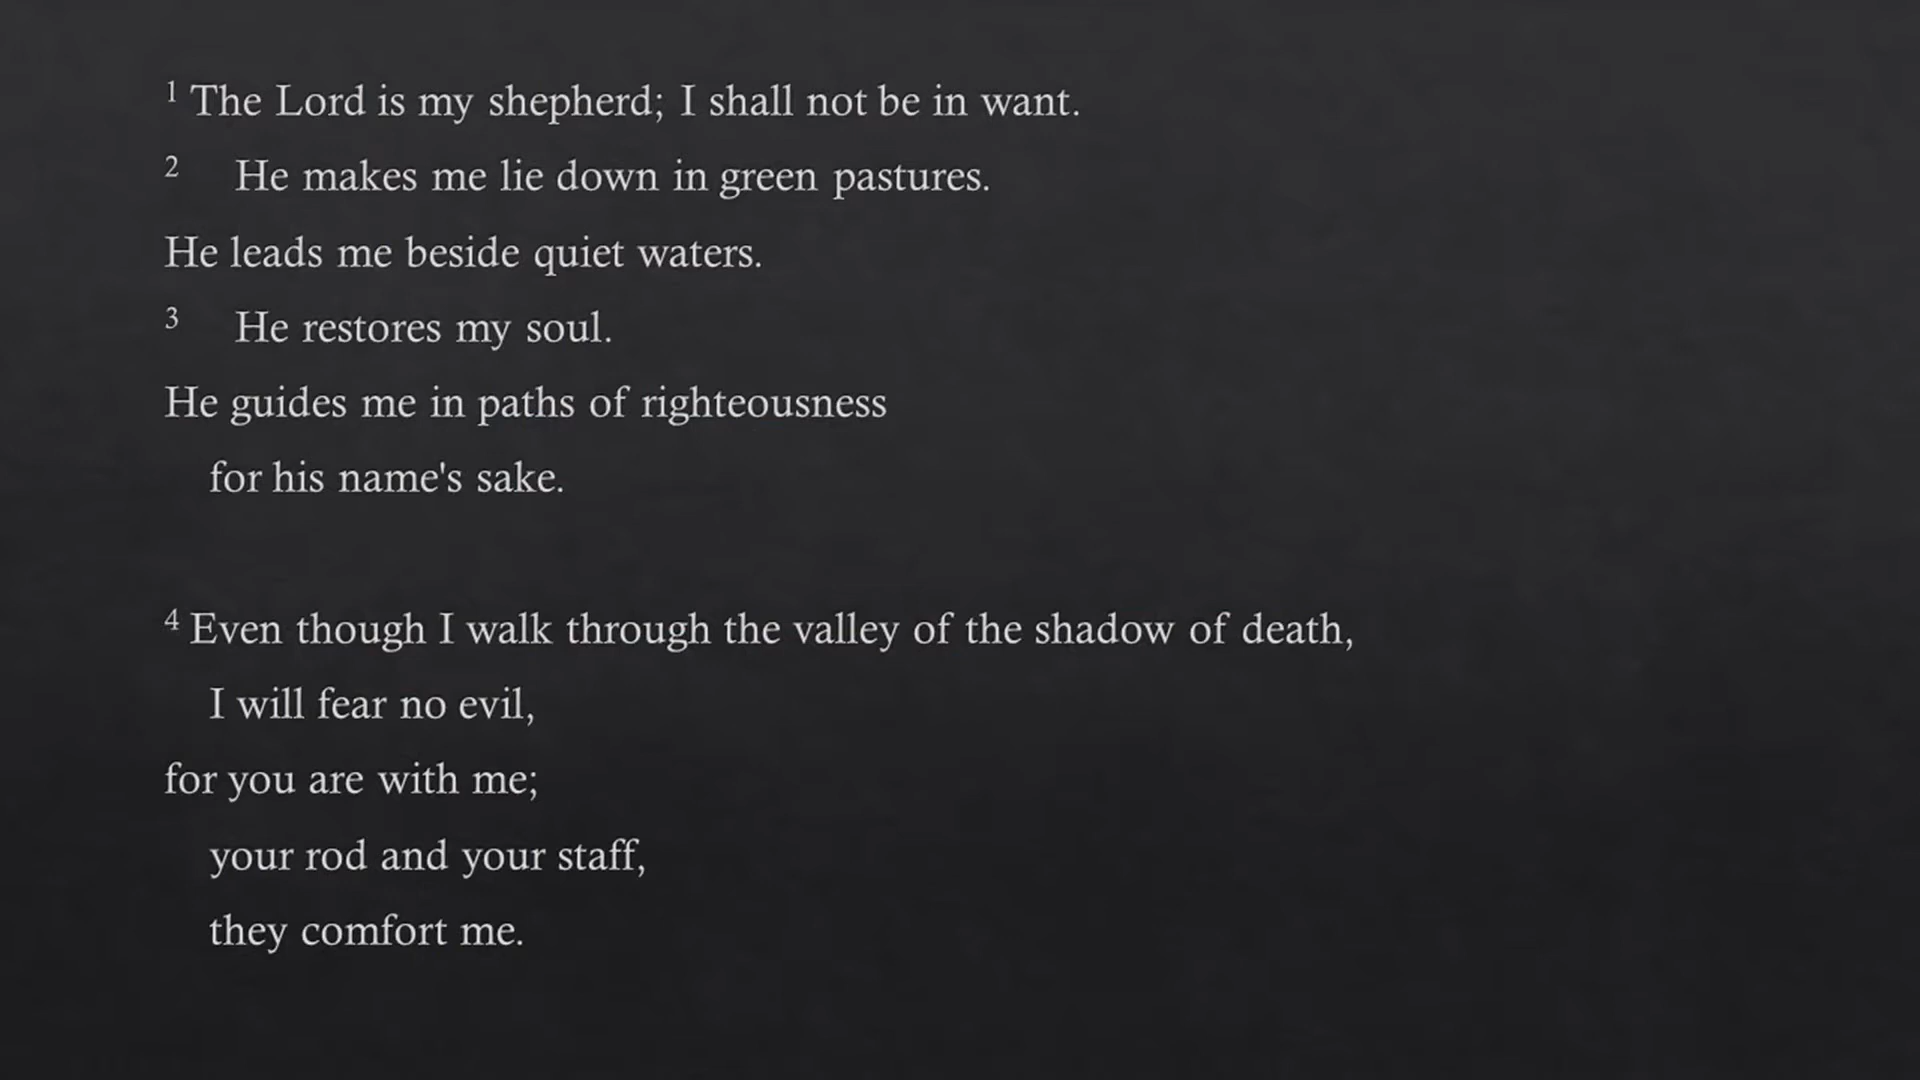 1 The Lord is my shepherd; I shall not be in want.
2 He makes me lie down in green pastures.
He leads me beside quiet waters.
3 He restores my soul.
He guides me in paths of righteousness
for his name's sake.
4 Even though I walk through the valley of the shadow of death,
I will fear no evil,
for you are with me;
your rod and your staff,
they comfort me.